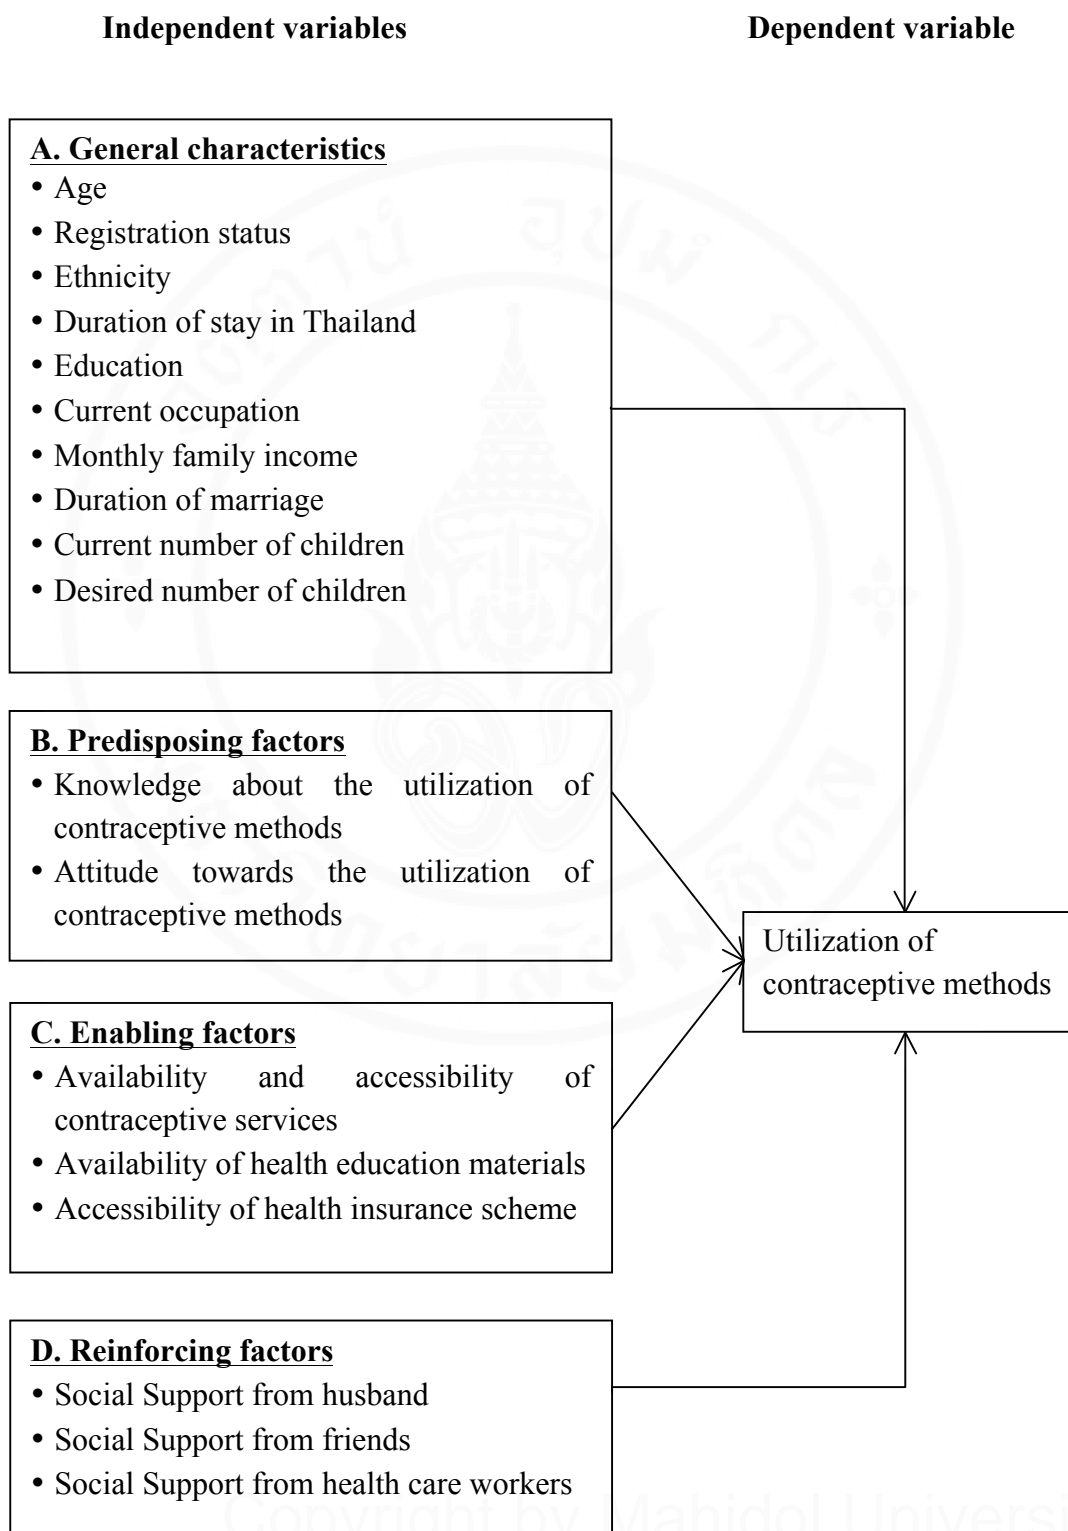 Independent variables
Dependent variable
A. General characteristics
• Age
• Registration status
• Ethnicity
• Duration of stay in Thailand
• Education
• Current occupation
• Monthly family income
• Duration of marriage
• Current number of children
• Desired number of children
B. Predisposing factors
• Knowledge about the utilization of
contraceptive methods
• Attitude towards the utilization of
contraceptive methods
Utilization of
contraceptive methods
C. Enabling factors
• Availability and accessibility of
contraceptive services
• Availability of health education materials
• Accessibility of health insurance scheme
D. Reinforcing factors
• Social Support from husband
• Social Support from friends
• Social Support from health care workers
Copyright by Mahidol Universi